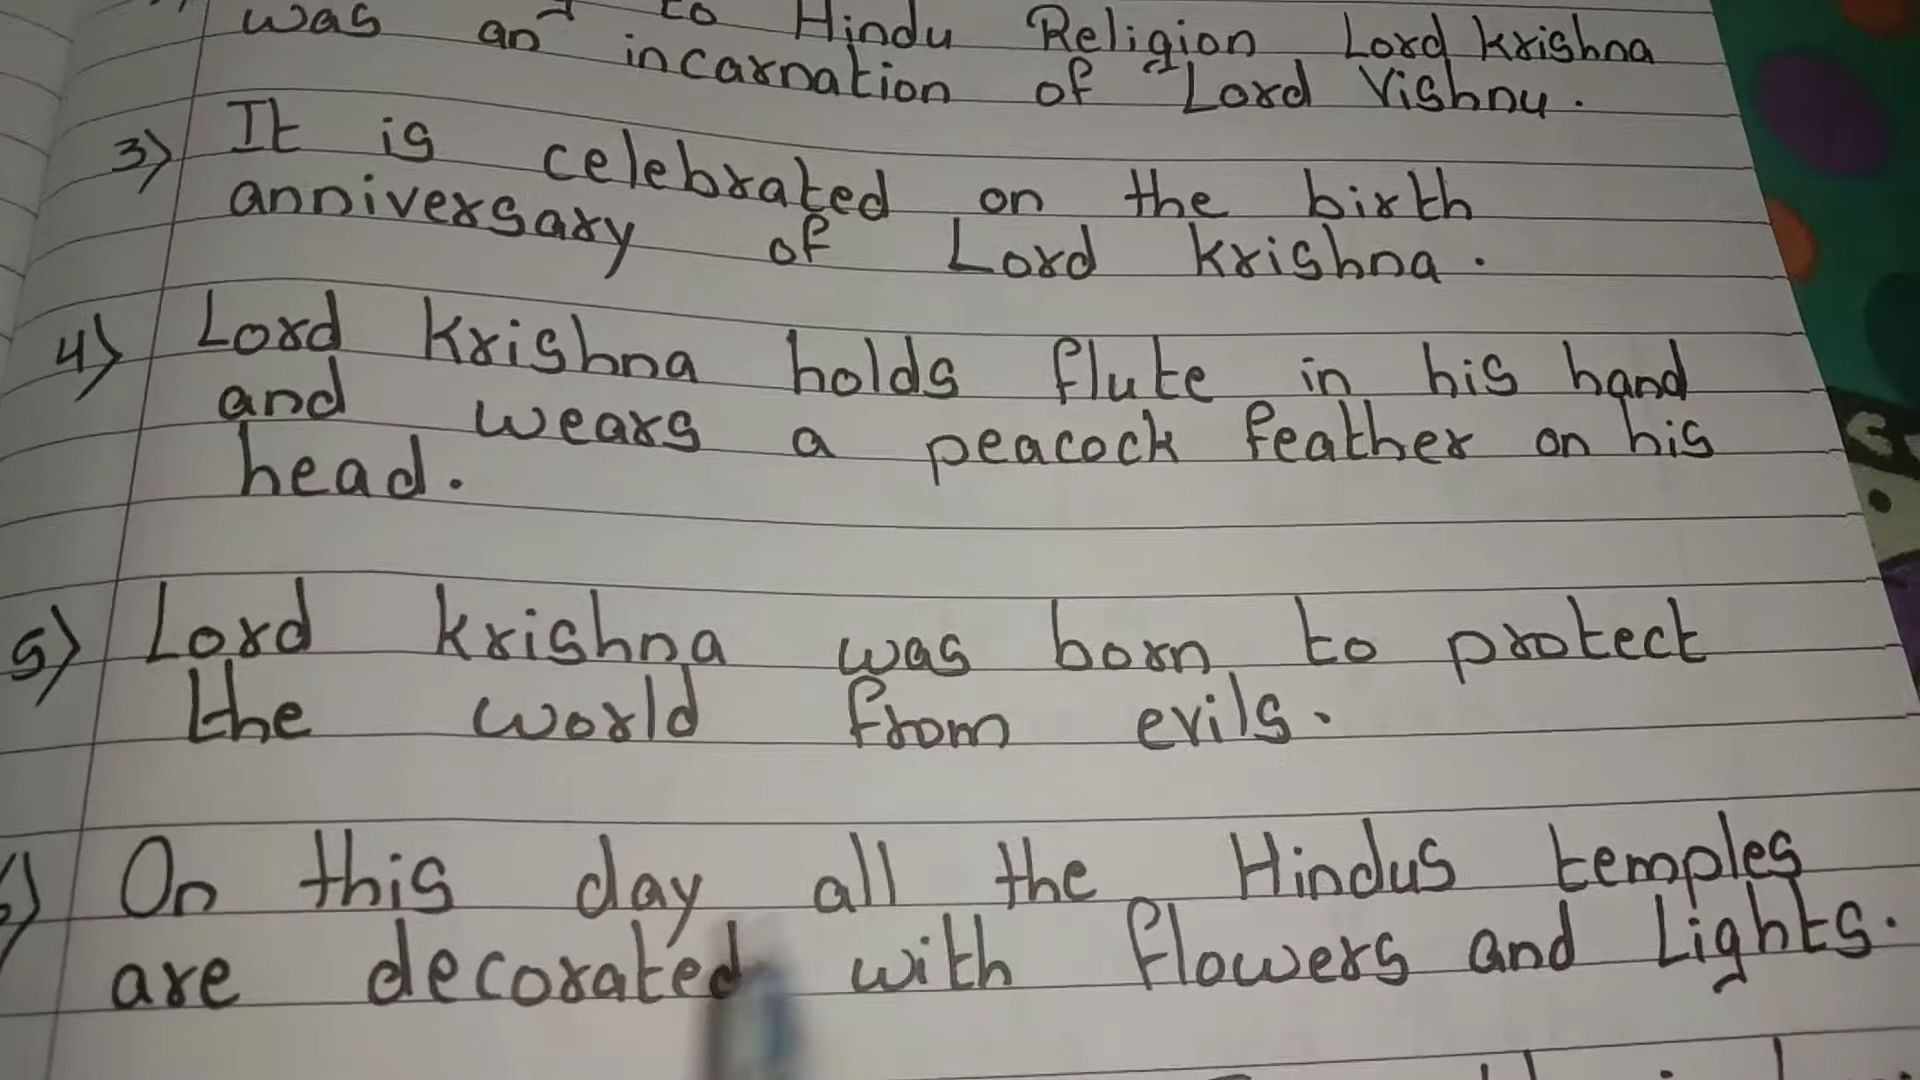 to Hindu Religion Lord krishna
was an incarnation of Lord Vishnu.
3) It is celebrated on the birth
anniversary of Lord krishna.
4) Lord Krishna holds flute in his hand
and wears a peacock feather on his
head.
5) Lord krishna was born to protect
the world from evils.
6) On this day all the Hindus temples
are decorated with flowers and Lights.